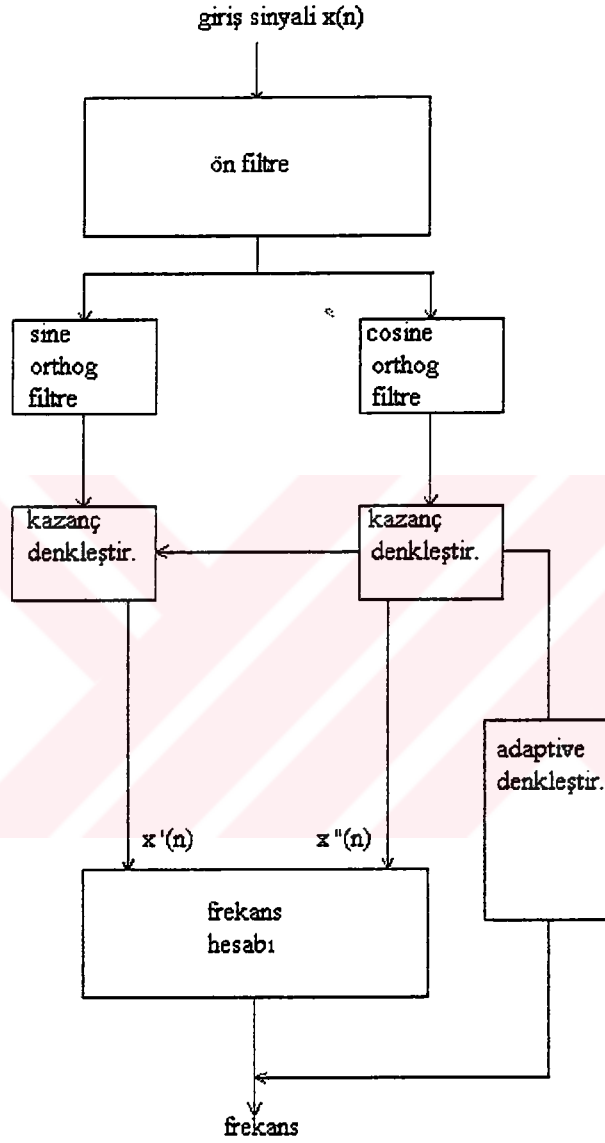 giriş sinyali x(n)
ön filtre
sine
orthog
filtre
cosine
orthog
filtre
kazanç
denkleştir.
kazanç
denkleştir.
adaptive
denkleştir.
x'(n)
x"(n)
frekans
hesabı
frekans